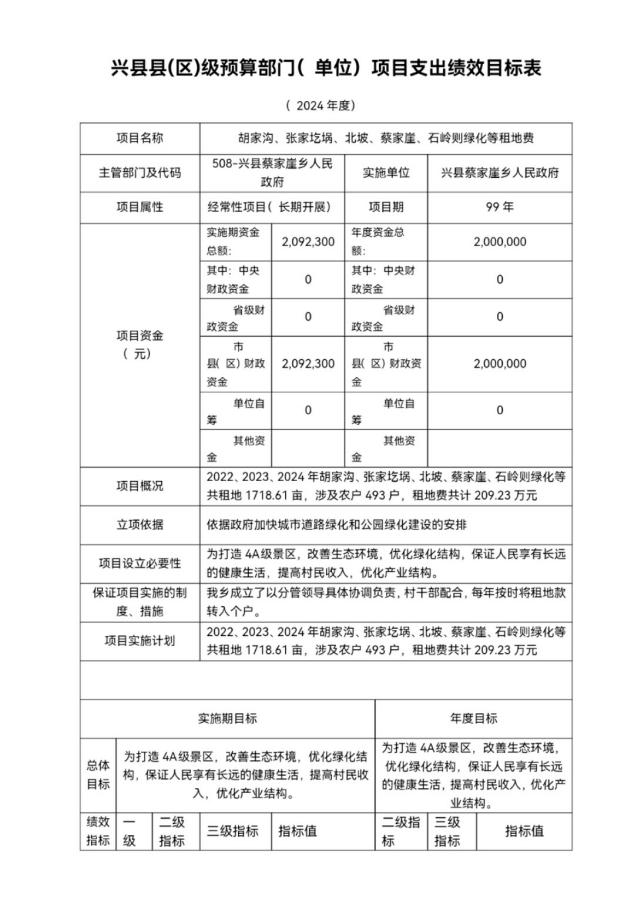 兴县县(区)级预算部门( 单位) 项目支出绩效目标表
( 2024 年度)
项目名称 胡家沟、张家圪埚、北坡、蔡家崖、石岭则绿化等租地费
主管部门及代码 508-兴县蔡家崖乡人民政府 实施单位 兴县蔡家崖乡人民政府
项目属性 经常性项目( 长期开展) 项目期 99 年
项目资金
( 元)
实施期资金总额: 2,092,300 年度资金总额: 2,000,000
其中: 中央财政资金 0 其中: 中央财政资金 0
省级财政资金 0 省级财政资金 0
市县( 区) 财政资金 2,092,300 市县( 区) 财政资金 2,000,000
单位自筹 0 单位自筹 0
其他资金 其他资金
项目概况 2022、2023、2024 年胡家沟、张家圪埚、北坡、蔡家崖、石岭则绿化等
共租地 1718.61 亩, 涉及农户 493 户, 租地费共计 209.23 万元
立项依据 依据政府加快城市道路绿化和公园绿化建设的安排
项目设立必要性 为打造 4A级景区, 改善生态环境, 优化绿化结构, 保证人民享有长远
的健康生活, 提高村民收入, 优化产业结构。
保证项目实施的制度、措施 我乡成立了以分管领导具体协调负责, 村干部配合, 每年按时将租地款
转入个户。
项目实施计划 2022、2023、2024 年胡家沟、张家圪埚、北坡、蔡家崖、石岭则绿化等
共租地 1718.61 亩, 涉及农户 493 户, 租地费共计 209.23 万元
实施期目标 年度目标
总体目标
为打造 4A级景区, 改善生态环境, 优化绿化结
构, 保证人民享有长远的健康生活, 提高村民收
入, 优化产业结构。
为打造 4A级景区, 改善生态环境,
优化绿化结构, 保证人民享有长远
的健康生活, 提高村民收入, 优化产
业结构。
绩效指标 一级 二级指标 三级指标 指标值 二级指标 三级指标 指标值